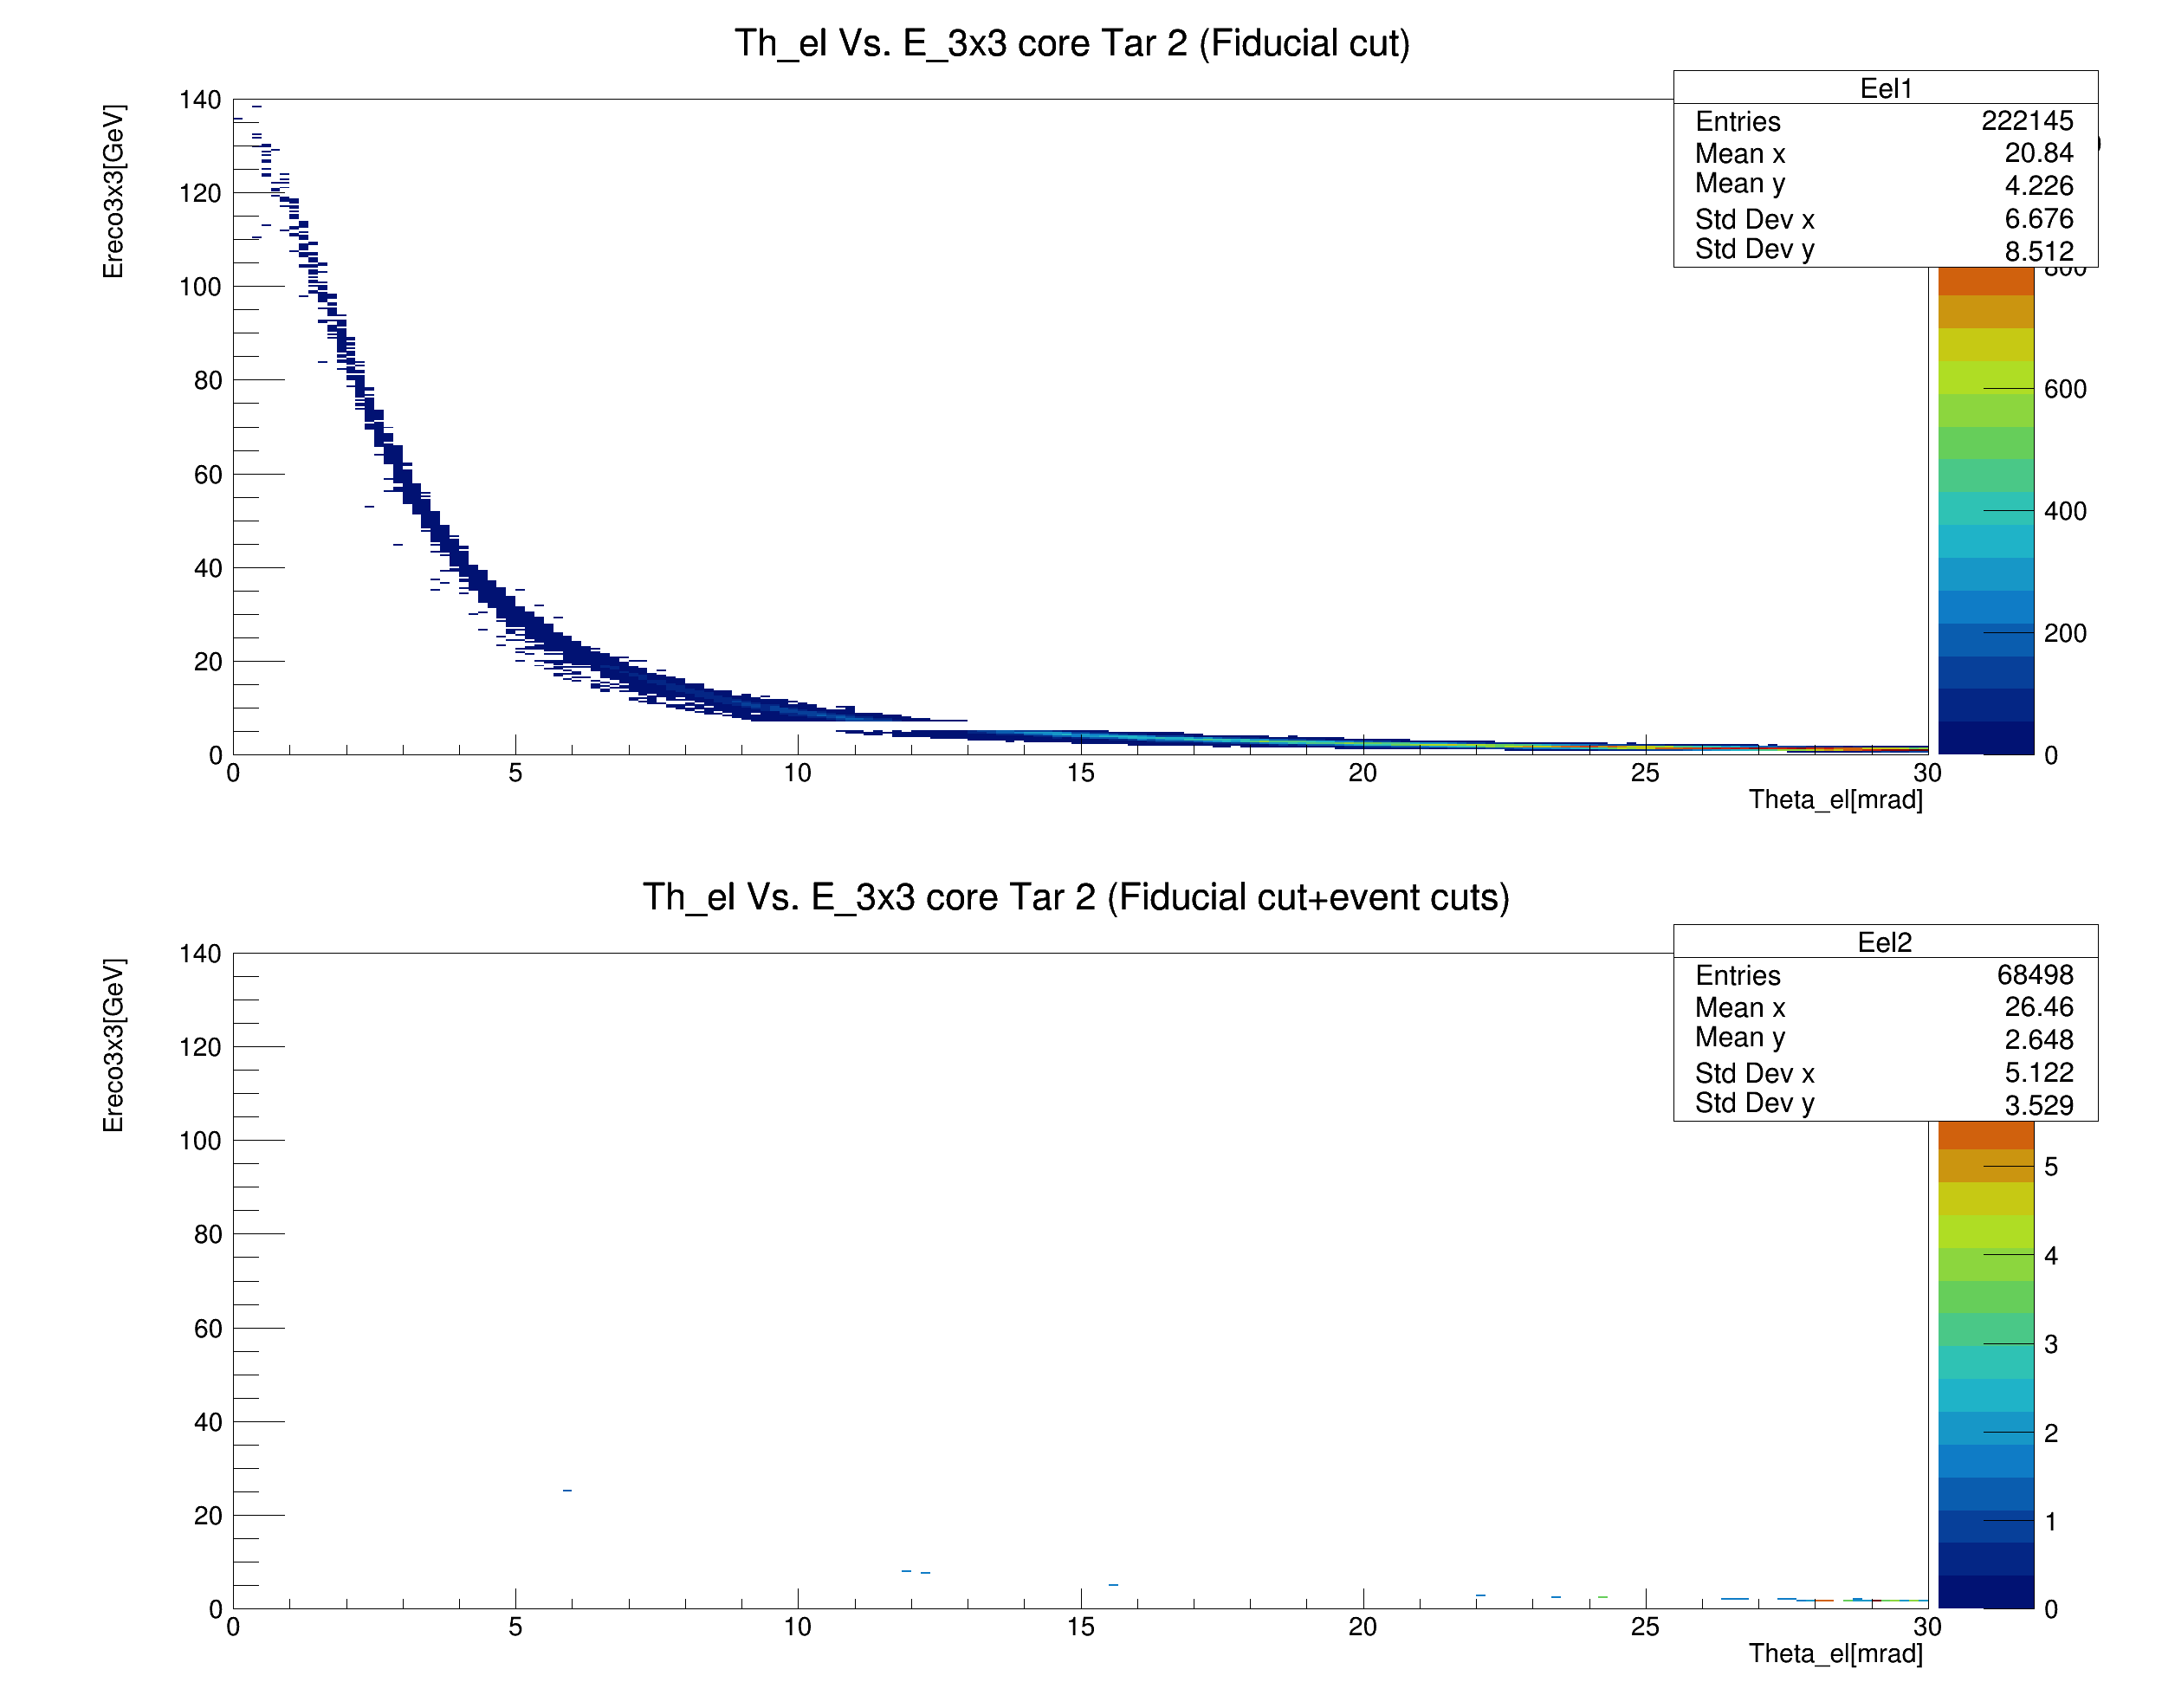 Th_el Vs. E_3x3 core Tar 2 (Fiducial cut)
Eel1
Entries 222145
Mean x 20.84
Mean y 4.226
Std Dev x 6.676
Std Dev y 8.512
Ereco3x3[GeV]
140
120
100
80
60
40
20
0
0 5 10 15 20 25 30
Theta_el[mrad]
800
600
400
200
0
Th_el Vs. E_3x3 core Tar 2 (Fiducial cut+event cuts)
Eel2
Entries 68498
Mean x 26.46
Mean y 2.648
Std Dev x 5.122
Std Dev y 3.529
Ereco3x3[GeV]
140
120
100
80
60
40
20
0
0 5 10 15 20 25 30
Theta_el[mrad]
5
4
3
2
1
0